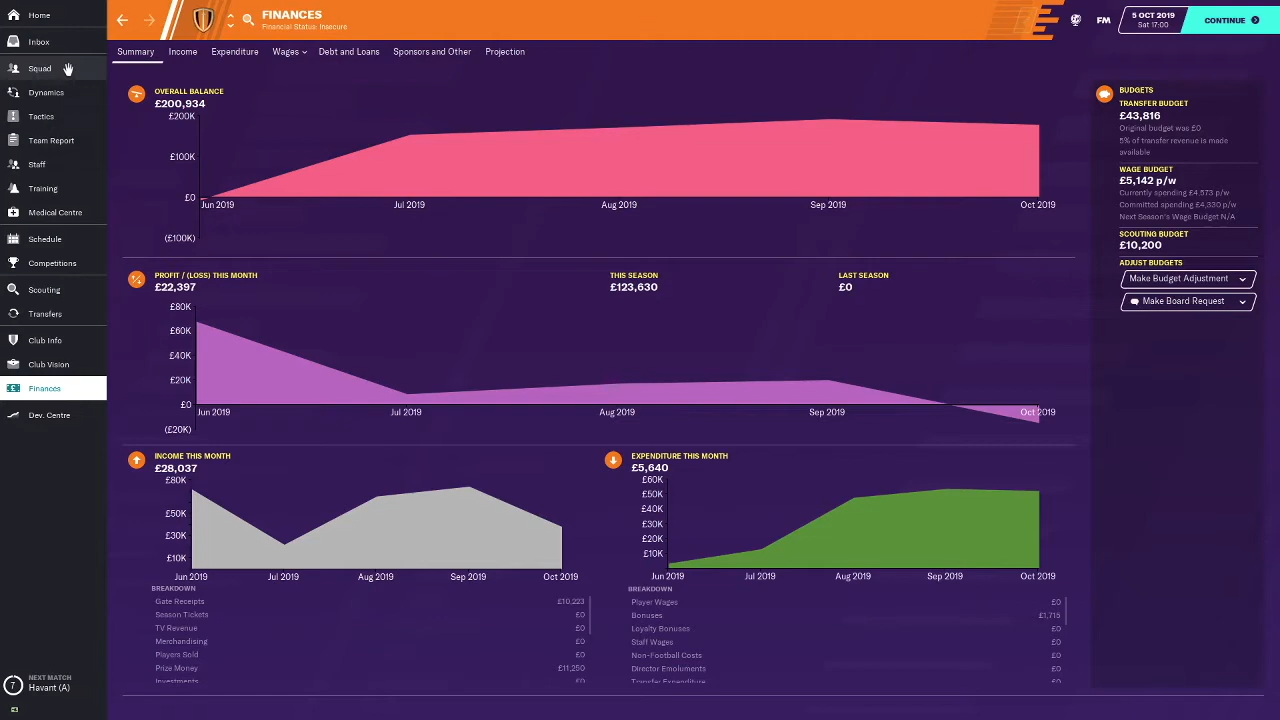 Home
Inbox
Squad
Dynamics
Tactics
Team Report
Staff
Training
Medical Centre
Schedule
Competitions
Scouting
Transfers
Club Info
Club Vision
Finances
Dev. Centre
7
NEXT MATCH
Havant (A)
FINANCES
Financial Status: Insecure
FM
5 OCT 2019
Sat 17:00
CONTINUE
Summary
Income
Expenditure
Wages
Debt and Loans
Sponsors and Other
Projection
OVERALL BALANCE
£200,934
£200K
£100K
£0
(£100K)
Jun 2019
Jul 2019
Aug 2019
Sep 2019
Oct 2019
PROFIT / (LOSS) THIS MONTH
£22,397
THIS SEASON
£123,630
LAST SEASON
£0
£80K
£60K
£40K
£20K
£0
(£20K)
Jun 2019
Jul 2019
Aug 2019
Sep 2019
Oct 2019
INCOME THIS MONTH
£28,037
£80K
£50K
£30K
£10K
Jun 2019
Jul 2019
Aug 2019
Sep 2019
Oct 2019
BREAKDOWN
Gate Receipts £10,223
Season Tickets £0
TV Revenue £0
Merchandising £0
Players Sold £0
Prize Money £11,250
Investments £0
EXPENDITURE THIS MONTH
£5,640
£60K
£50K
£40K
£30K
£20K
£10K
Jun 2019
Jul 2019
Aug 2019
Sep 2019
Oct 2019
BREAKDOWN
Player Wages £0
Bonuses £1,715
Loyalty Bonuses £0
Staff Wages £0
Non-Football Costs £0
Director Emoluments £0
Transfer Expenditure £0
BUDGETS
TRANSFER BUDGET
£43,816
Original budget was £0
5% of transfer revenue is made
available
WAGE BUDGET
£5,142 p/w
Currently spending £4,573 p/w
Committed spending £4,330 p/w
Next Season's Wage Budget N/A
SCOUTING BUDGET
£10,200
ADJUST BUDGETS
Make Budget Adjustment
Make Board Request